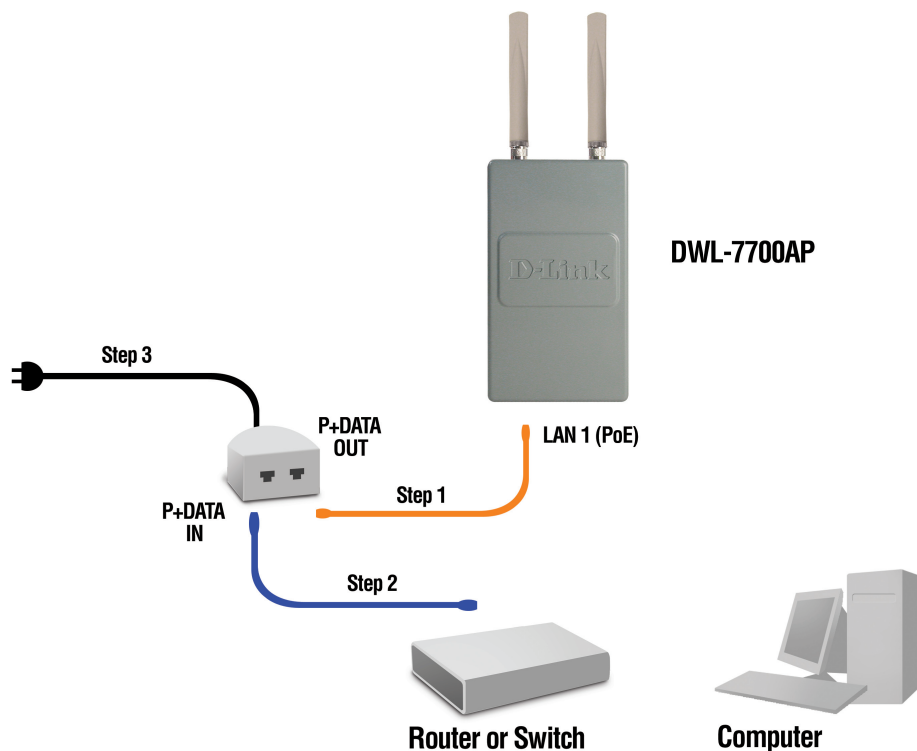 D-Link
DWL-7700AP
Step 3
P+DATA
OUT
LAN 1 (PoE)
Step 1
P+DATA
IN
Step 2
Router or Switch
Computer